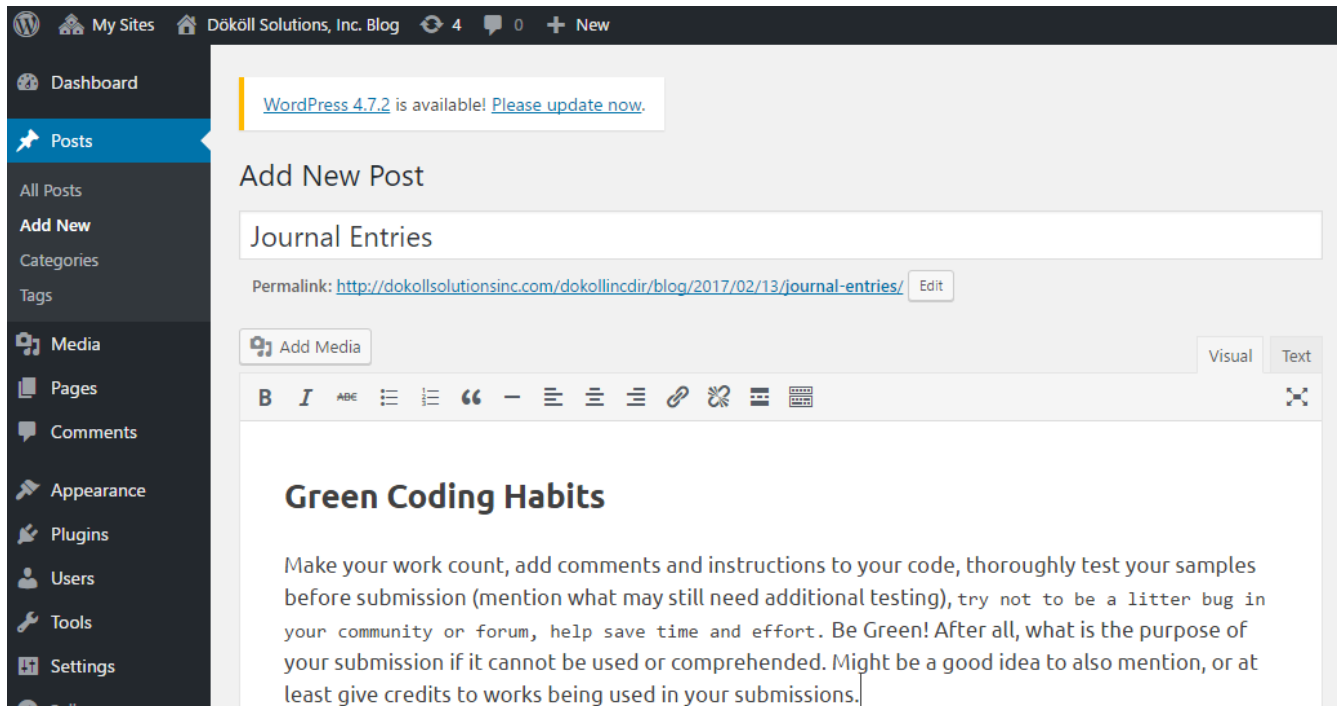 My Sites Dököll Solutions, Inc. Blog 4 0 New
Dashboard
Posts
All Posts
Add New
Categories
Tags
Media
Pages
Comments
Appearance
Plugins
Users
Tools
Settings
WordPress 4.7.2 is available! Please update now.
Add New Post
Journal Entries
Permalink: http://dokollsolutionsinc.com/dokollincdir/blog/2017/02/13/journal-entries/ Edit
Add Media
Visual Text
B I ABC
Green Coding Habits
Make your work count, add comments and instructions to your code, thoroughly test your samples
before submission (mention what may still need additional testing), try not to be a litter bug in
your community or forum, help save time and effort. Be Green! After all, what is the purpose of
your submission if it cannot be used or comprehended. Might be a good idea to also mention, or at
least give credits to works being used in your submissions.